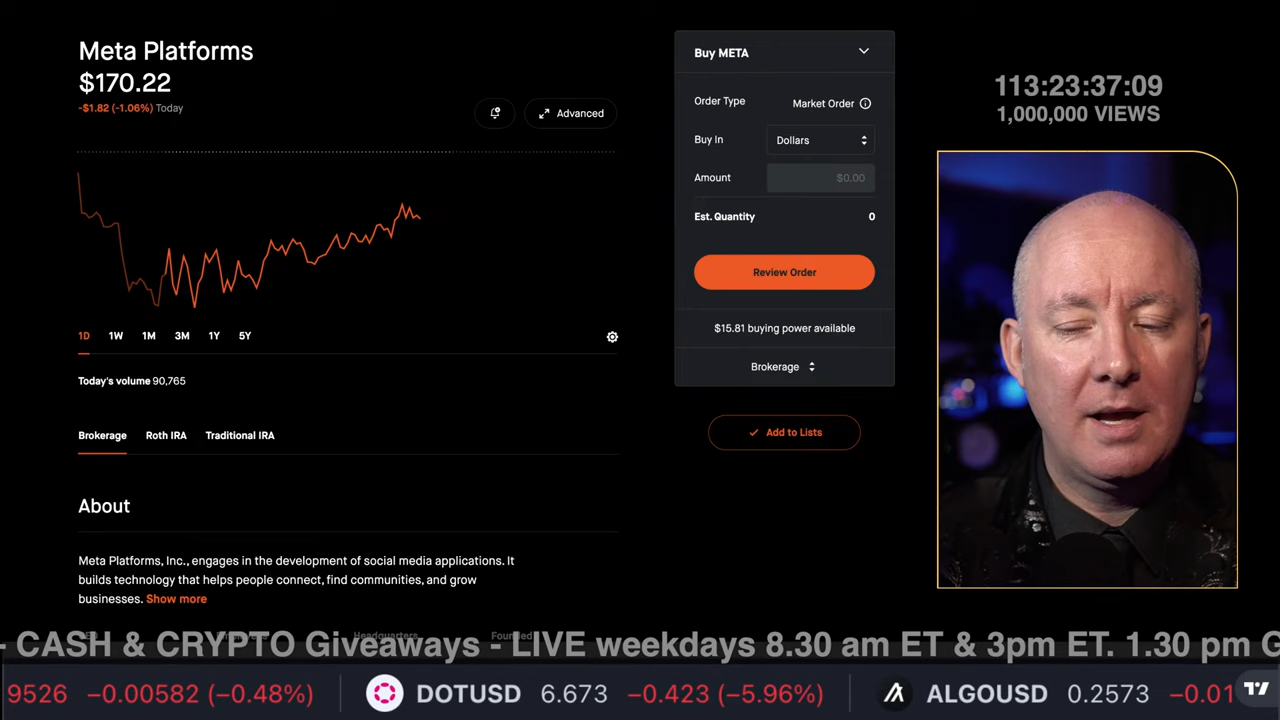 Meta Platforms
$170.22
-$1.82 (-1.06%) Today
Advanced
1D 1W 1M 3M 1Y 5Y
Today's volume 90,765
Brokerage Roth IRA Traditional IRA
About
Meta Platforms, Inc., engages in the development of social media applications. It
builds technology that helps people connect, find communities, and grow
businesses. Show more
Headquarters Founded
Buy META
Order Type Market Order
Buy In Dollars
Amount $0.00
Est. Quantity 0
Review Order
$15.81 buying power available
Brokerage
Add to Lists
113:23:37:09
1,000,000 VIEWS
- CASH & CRYPTO Giveaways - LIVE weekdays 8.30 am ET & 3pm ET. 1.30 pm G
9526 −0.00582 (−0.48%) DOTUSD 6.673 −0.423 (−5.96%) ALGOUSD 0.2573 −0.01